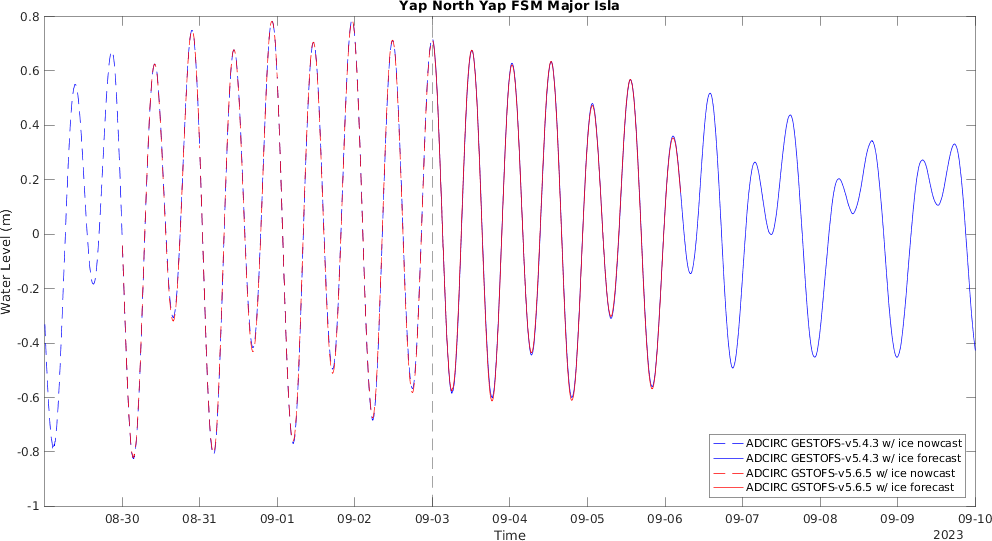 Yap North Yap FSM Major Isla
0.8
0.6
0.4
0.2
0
-0.2
-0.4
-0.6
-0.8
-1
Water Level (m)
ADCIRC GESTOFS-v5.4.3 w/ ice nowcast
ADCIRC GESTOFS-v5.4.3 w/ ice forecast
ADCIRC GSTOFS-v5.6.5 w/ ice nowcast
ADCIRC GSTOFS-v5.6.5 w/ ice forecast
08-30 08-31 09-01 09-02 09-03 09-04 09-05 09-06 09-07 09-08 09-09 09-10
Time
2023